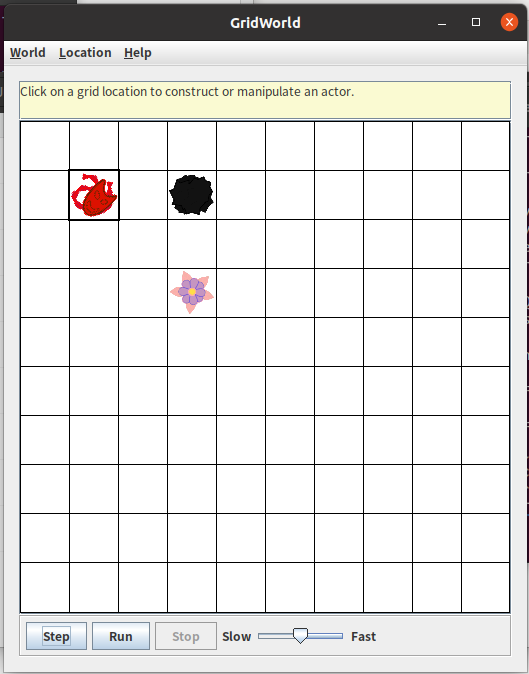 GridWorld
World Location Help
Click on a grid location to construct or manipulate an actor.
Step Run Stop Slow Fast